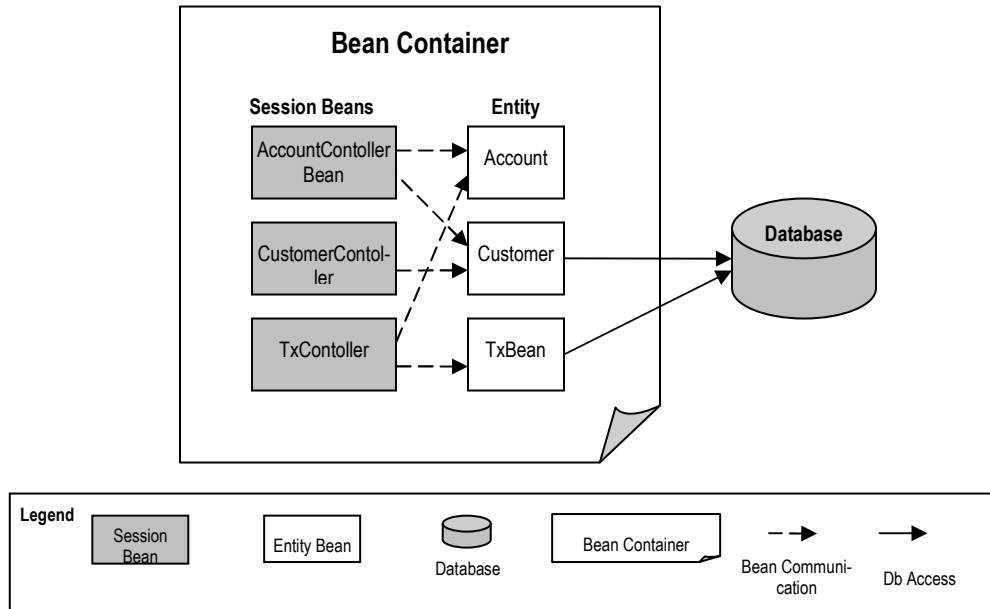 Bean Container
Session Beans
Entity
AccountContoller
Bean
Account
CustomerContol-
ler
Customer
TxContoller
TxBean
Database
Legend
Session
Bean
Entity Bean
Database
Bean Container
Bean Communi-
cation
Db Access